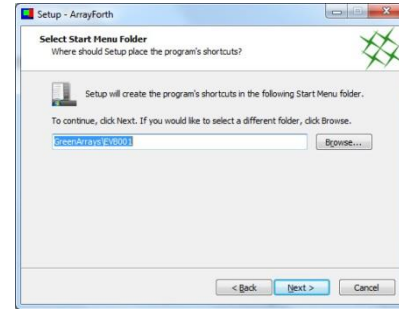 Setup - ArrayForth
Select Start Menu Folder
Where should Setup place the program's shortcuts?
Setup will create the program's shortcuts in the following Start Menu folder.
To continue, click Next. If you would like to select a different folder, click Browse.
GreenArrays\EVB001
Browse...
< Back
Next >
Cancel